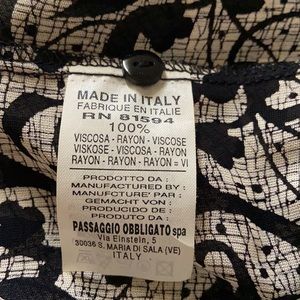 MADE IN ITALY
FABRIQUE EN ITALIE
RN 81594
100%
VISCOSA - RAYON - VISCOSE
VISKOSE - RAYON - VISCOSA
RAYON - RAYON - RAYON = VI
PRODOTTO DA :
MANUFACTURED BY :
MANUFACTURE' PAR :
GEMACHT VON :
PRODUCIDO DE :
PRODUTO DA :
PASSAGGIO OBBLIGATO spa
Via Einstein, 5
30036 S. MARIA DI SALA (VE)
ITALY